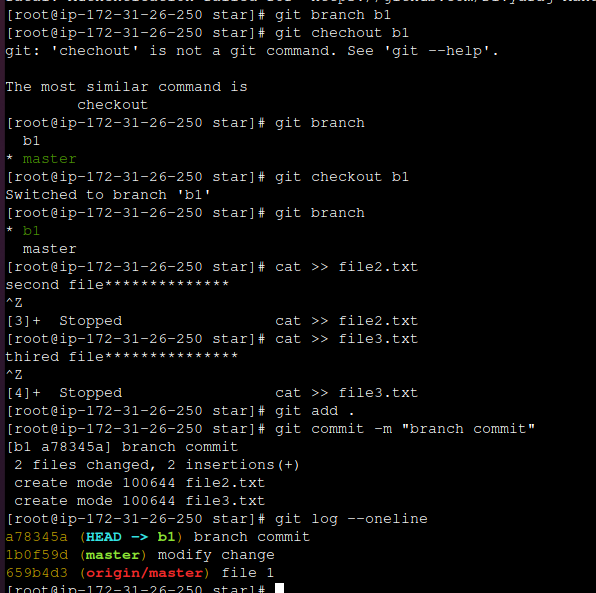 [root@ip-172-31-26-250 star]# git branch b1
[root@ip-172-31-26-250 star]# git chechout b1
git: 'chechout' is not a git command. See 'git --help'.
The most similar command is
checkout
[root@ip-172-31-26-250 star]# git branch
b1
* master
[root@ip-172-31-26-250 star]# git checkout b1
Switched to branch 'b1'
[root@ip-172-31-26-250 star]# git branch
* b1
master
[root@ip-172-31-26-250 star]# cat >> file2.txt
second file**************
^Z
[3]+  Stopped                 cat >> file2.txt
[root@ip-172-31-26-250 star]# cat >> file3.txt
thired file***************
^Z
[4]+  Stopped                 cat >> file3.txt
[root@ip-172-31-26-250 star]# git add .
[root@ip-172-31-26-250 star]# git commit -m "branch commit"
[b1 a78345a] branch commit
2 files changed, 2 insertions(+)
create mode 100644 file2.txt
create mode 100644 file3.txt
[root@ip-172-31-26-250 star]# git log --oneline
a78345a (HEAD -> b1) branch commit
1b0f59d (master) modify change
659b4d3 (origin/master) file 1
[root@ip-172-31-26-250 star]#